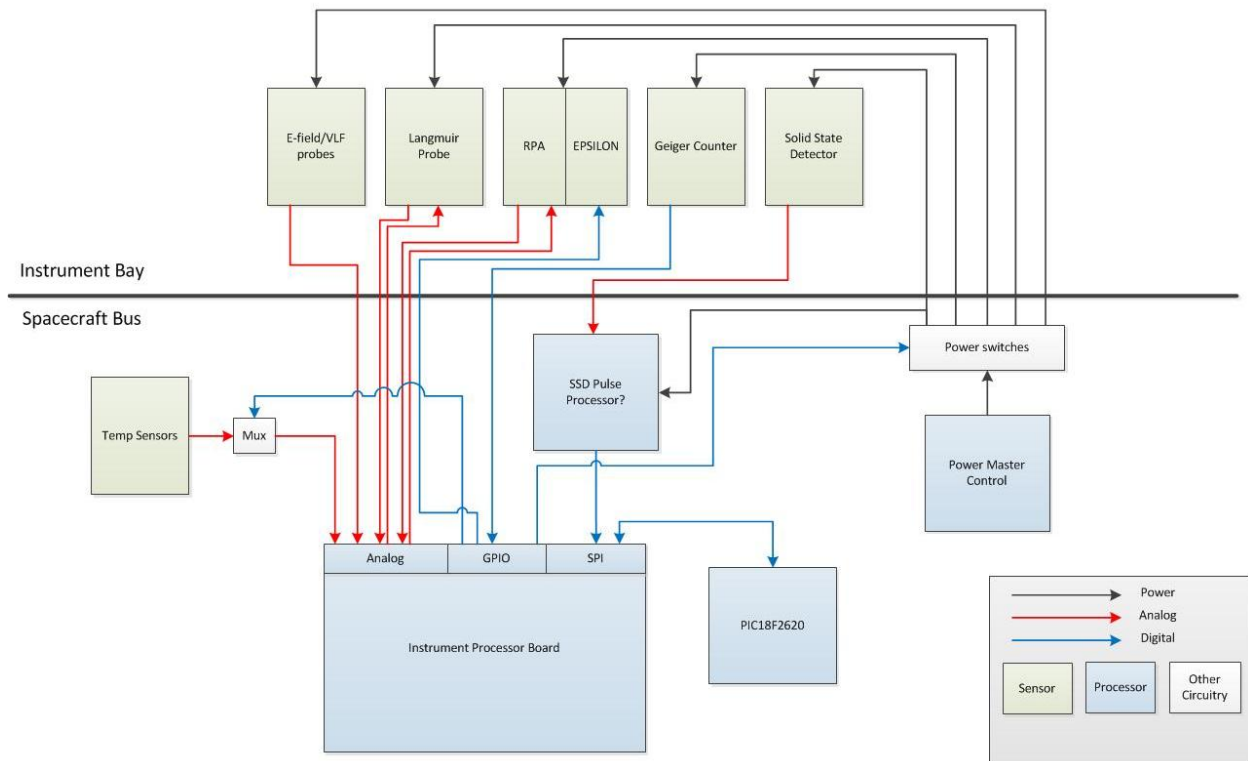 E-field/VLF
probes
Langmuir
Probe
RPA
EPSILON
Geiger Counter
Solid State
Detector
Instrument Bay
Spacecraft Bus
Power switches
SSD Pulse
Processor?
Temp Sensors
Mux
Power Master
Control
Analog
GPIO
SPI
Instrument Processor Board
PIC18F2620
Power
Analog
Digital
Sensor
Processor
Other
Circuitry